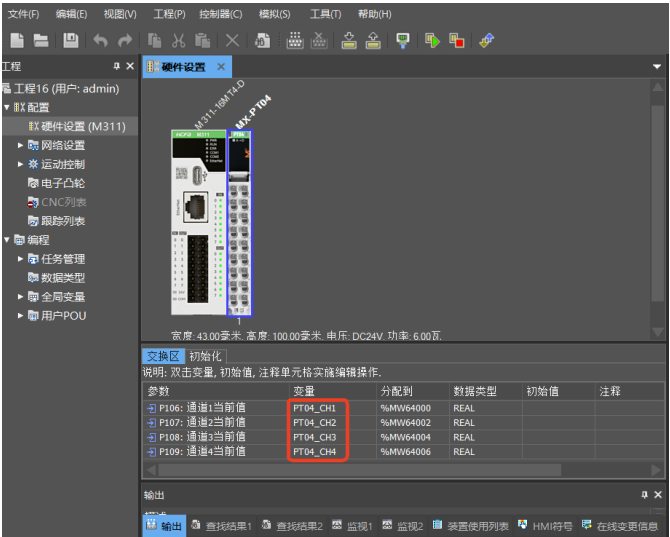 文件(F) 编辑(E) 视图(V) 工程(P) 控制器(C) 模拟(S) 工具(T) 帮助(H)
工程
硬件设置
工程16 (用户: admin)
配置
硬件设置 (M311)
网络设置
运动控制
电子凸轮
CNC列表
跟踪列表
编程
任务管理
数据类型
全局变量
用户POU
M311-16MT4-D
MX-PT04
HCFA M311
PT04
1
宽度: 43.00毫米, 高度: 100.00毫米, 电压: DC24V, 功率: 6.00瓦.
交换区 初始化
说明: 双击变量, 初始值, 注释单元格实施编辑操作.
参数 变量 分配到 数据类型 初始值 注释
P106: 通道1当前值 PT04_CH1 %MW64000 REAL
P107: 通道2当前值 PT04_CH2 %MW64002 REAL
P108: 通道3当前值 PT04_CH3 %MW64004 REAL
P109: 通道4当前值 PT04_CH4 %MW64006 REAL
输出
输出 查找结果1 查找结果2 监视1 监视2 装置使用列表 HMI符号 在线变更信息